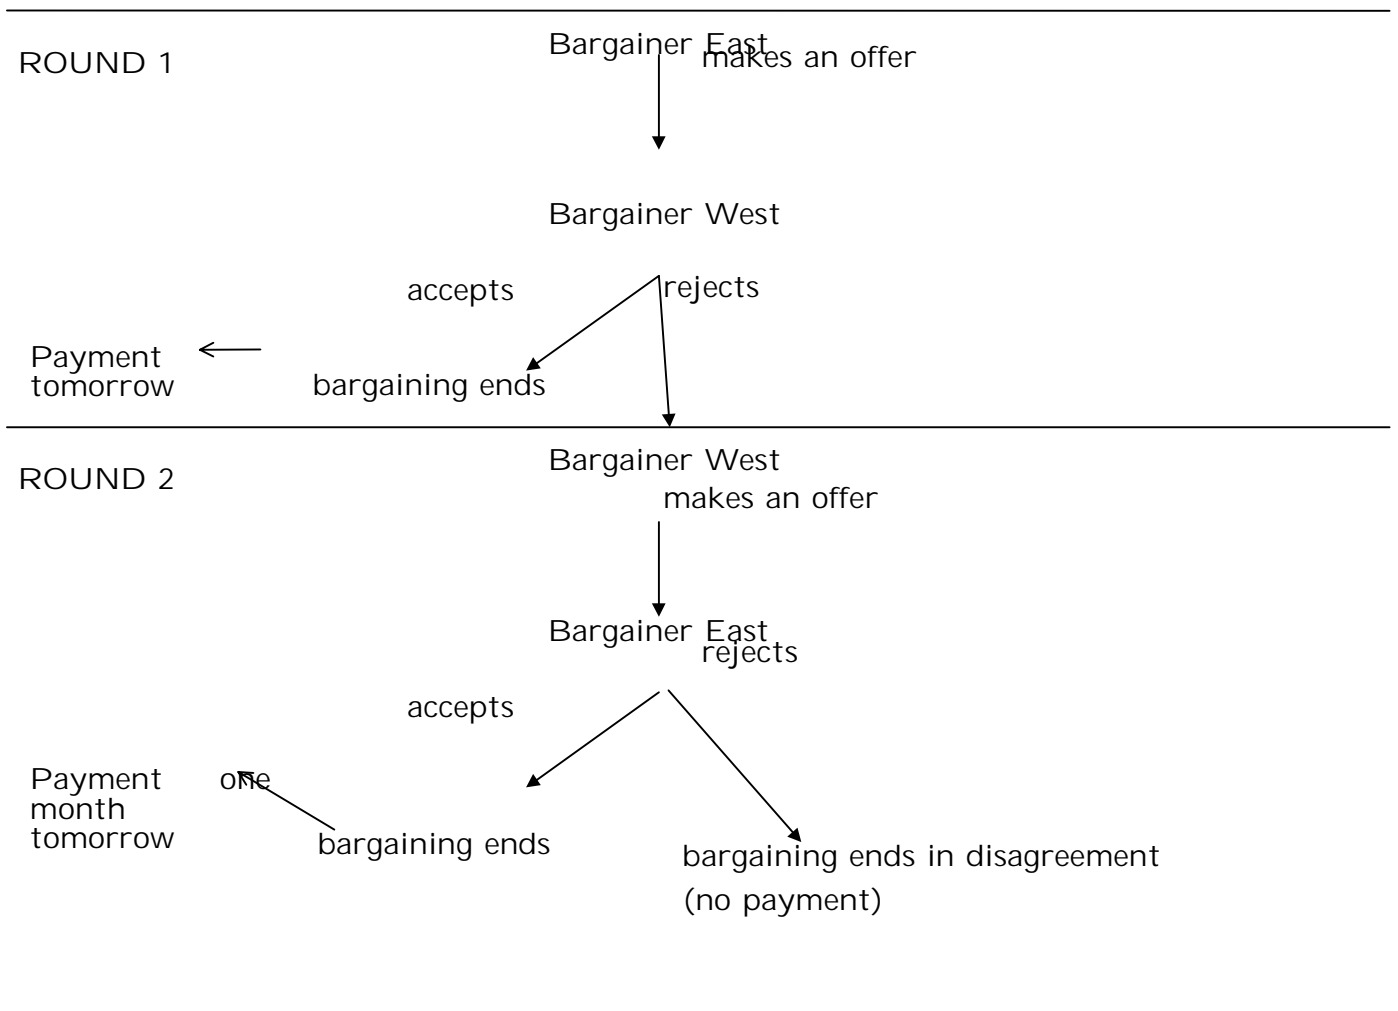 Bargainer East
ROUND 1
makes an offer
Bargainer West
accepts
rejects
Payment
tomorrow
bargaining ends
ROUND 2
Bargainer West
makes an offer
Bargainer East
rejects
accepts
Payment one
month
tomorrow
bargaining ends
bargaining ends in disagreement
(no payment)